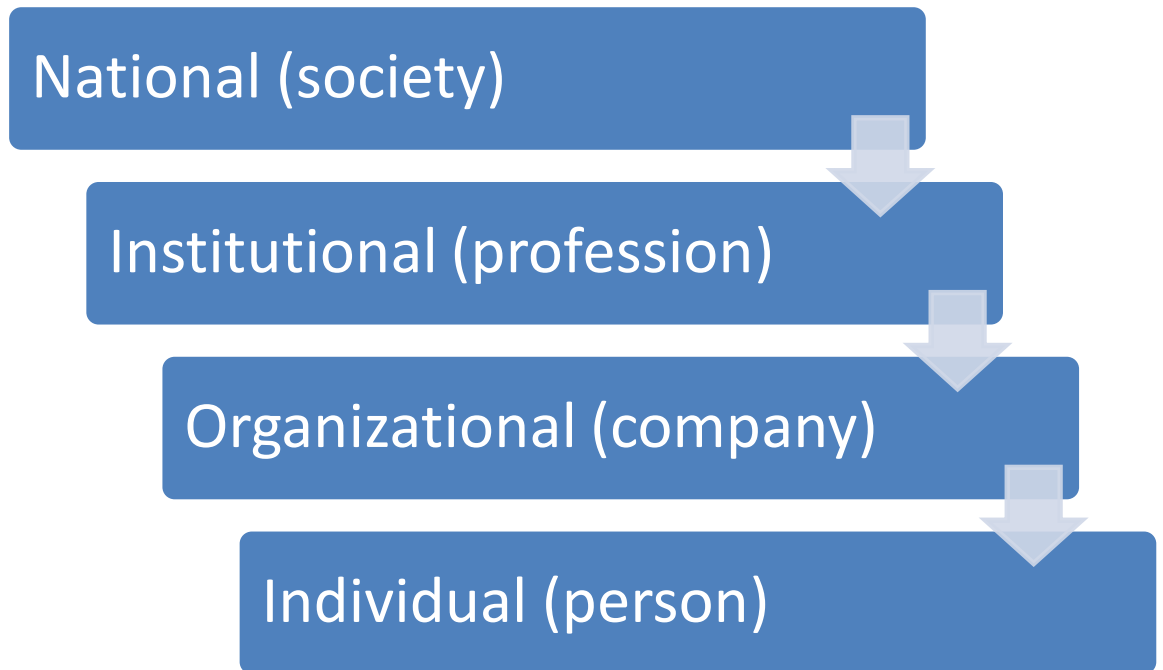 National (society)
Institutional (profession)
Organizational (company)
Individual (person)